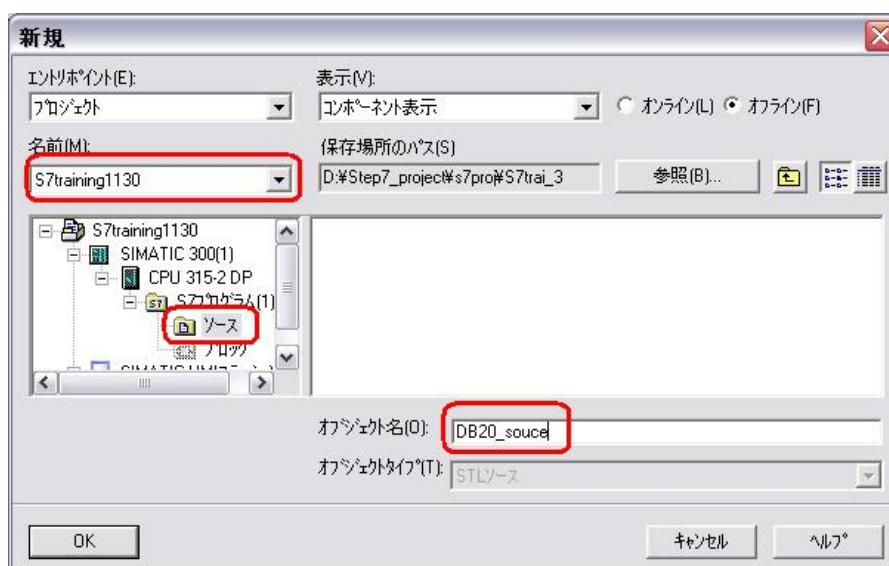 新規
エントリポイント(E):
プロジェクト
表示(V):
コンポーネント表示
オンライン(L)
オフライン(F)
名前(M):
S7training1130
保存場所のパス(S)
D:¥Step7_project¥s7proj¥S7trai_3
参照(B)...
S7training1130
SIMATIC 300(1)
CPU 315-2 DP
S7プログラム(1)
ソース
ブロック
オブジェクト名(O):
DB20_souce
オブジェクトタイプ(T):
STLソース
OK
キャンセル
ヘルプ